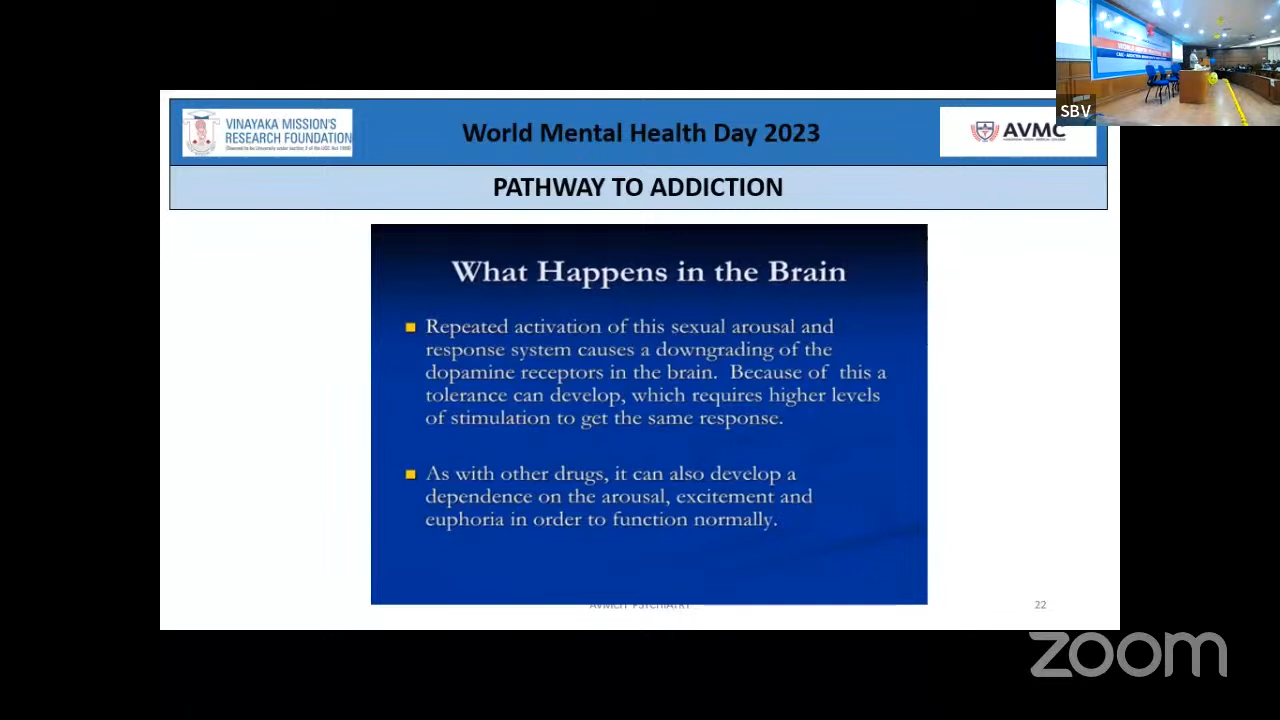 VINAYAKA MISSION'S
RESEARCH FOUNDATION
World Mental Health Day 2023
AVMC
SBV
PATHWAY TO ADDICTION
What Happens in the Brain
Repeated activation of this sexual arousal and
response system causes a downgrading of the
dopamine receptors in the brain. Because of this a
tolerance can develop, which requires higher levels
of stimulation to get the same response.
As with other drugs, it can also develop a
dependence on the arousal, excitement and
euphoria in order to function normally.
22
zoom